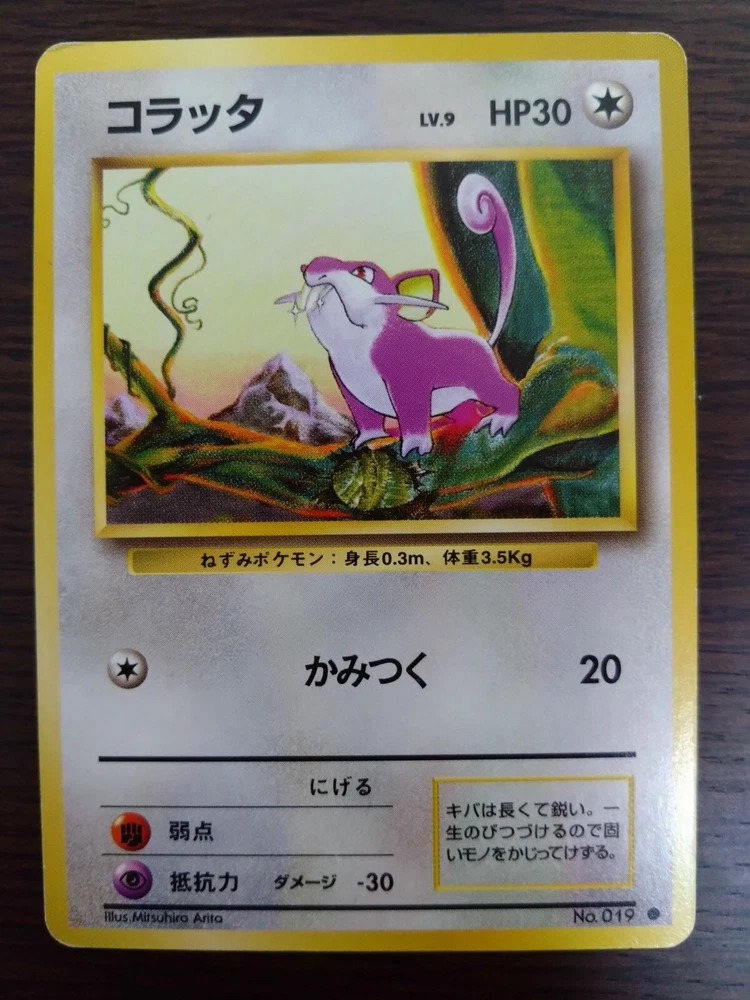 コラッタ LV.9 HP30
ねずみポケモン：身長0.3m、体重3.5Kg
かみつく 20
にげる
弱点
抵抗力 ダメージ -30
キバは長くて鋭い。一
生のびつづけるので固
いモノをかじってけずる。
Illus.Mitsuhiro Arita
No.019